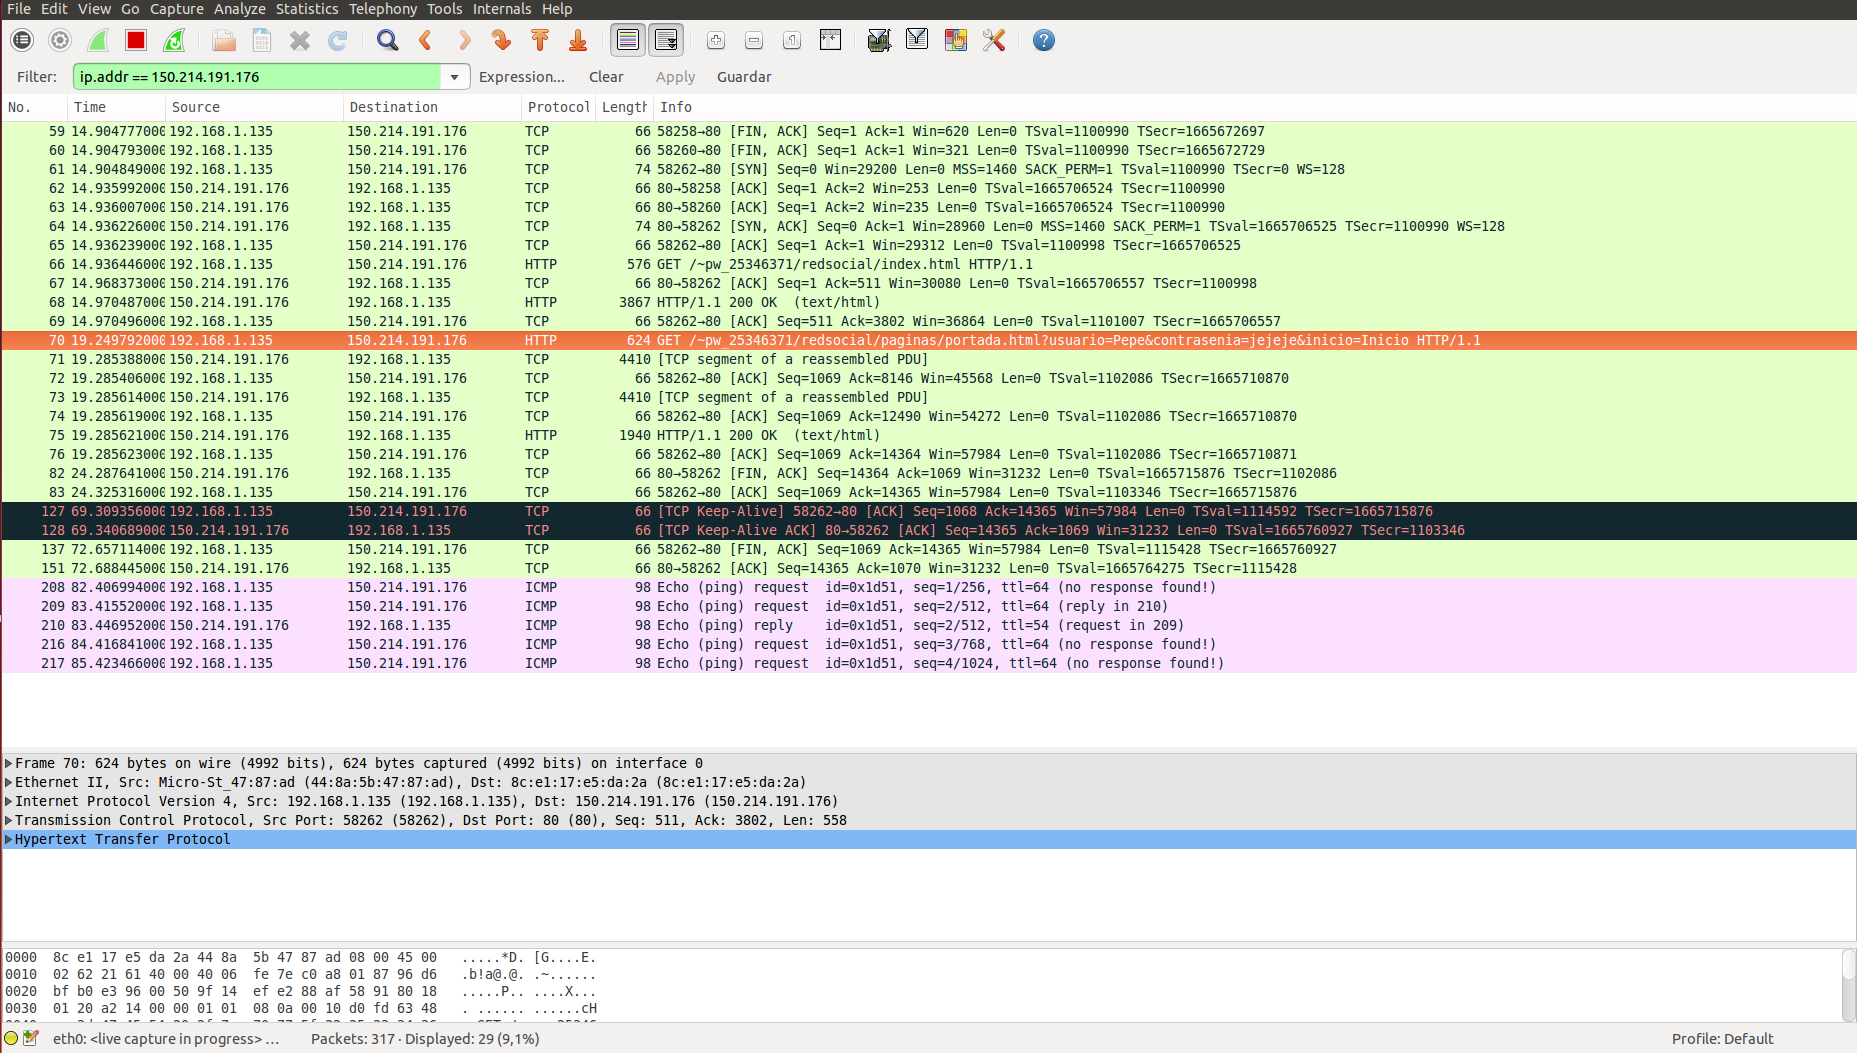 File Edit View Go Capture Analyze Statistics Telephony Tools Internals Help
Filter: ip.addr == 150.214.191.176 Expression... Clear Apply Guardar
No. Time Source Destination Protocol Length Info
59 14.904777000 192.168.1.135 150.214.191.176 TCP 66 58258→80 [FIN, ACK] Seq=1 Ack=1 Win=620 Len=0 TSval=1100990 TSecr=1665672697
60 14.904793000 192.168.1.135 150.214.191.176 TCP 66 58260→80 [FIN, ACK] Seq=1 Ack=1 Win=321 Len=0 TSval=1100990 TSecr=1665672729
61 14.904849000 192.168.1.135 150.214.191.176 TCP 74 58262→80 [SYN] Seq=0 Win=29200 Len=0 MSS=1460 SACK_PERM=1 TSval=1100990 TSecr=0 WS=128
62 14.935992000 150.214.191.176 192.168.1.135 TCP 66 80→58258 [ACK] Seq=1 Ack=2 Win=253 Len=0 TSval=1665706524 TSecr=1100990
63 14.936007000 150.214.191.176 192.168.1.135 TCP 66 80→58260 [ACK] Seq=1 Ack=2 Win=235 Len=0 TSval=1665706524 TSecr=1100990
64 14.936226000 150.214.191.176 192.168.1.135 TCP 74 80→58262 [SYN, ACK] Seq=0 Ack=1 Win=28960 Len=0 MSS=1460 SACK_PERM=1 TSval=1665706525 TSecr=1100990 WS=128
65 14.936239000 192.168.1.135 150.214.191.176 TCP 66 58262→80 [ACK] Seq=1 Ack=1 Win=29312 Len=0 TSval=1100998 TSecr=1665706525
66 14.936446000 192.168.1.135 150.214.191.176 HTTP 576 GET /~pw_25346371/redsocial/index.html HTTP/1.1
67 14.968373000 150.214.191.176 192.168.1.135 TCP 66 80→58262 [ACK] Seq=1 Ack=511 Win=30080 Len=0 TSval=1665706557 TSecr=1100998
68 14.970487000 150.214.191.176 192.168.1.135 HTTP 3867 HTTP/1.1 200 OK (text/html)
69 14.970496000 192.168.1.135 150.214.191.176 TCP 66 58262→80 [ACK] Seq=511 Ack=3802 Win=36864 Len=0 TSval=1101007 TSecr=1665706557
70 19.249792000 192.168.1.135 150.214.191.176 HTTP 624 GET /~pw_25346371/redsocial/paginas/portada.html?usuario=Pepe&contrasenia=jejeje&inicio=Inicio HTTP/1.1
71 19.285388000 150.214.191.176 192.168.1.135 TCP 4410 [TCP segment of a reassembled PDU]
72 19.285406000 192.168.1.135 150.214.191.176 TCP 66 58262→80 [ACK] Seq=1069 Ack=8146 Win=45568 Len=0 TSval=1102086 TSecr=1665710870
73 19.285614000 150.214.191.176 192.168.1.135 TCP 4410 [TCP segment of a reassembled PDU]
74 19.285619000 192.168.1.135 150.214.191.176 TCP 66 58262→80 [ACK] Seq=1069 Ack=12490 Win=54272 Len=0 TSval=1102086 TSecr=1665710870
75 19.285621000 150.214.191.176 192.168.1.135 HTTP 1940 HTTP/1.1 200 OK (text/html)
76 19.285623000 192.168.1.135 150.214.191.176 TCP 66 58262→80 [ACK] Seq=1069 Ack=14364 Win=57984 Len=0 TSval=1102086 TSecr=1665710871
82 24.287641000 150.214.191.176 192.168.1.135 TCP 66 80→58262 [FIN, ACK] Seq=14364 Ack=1069 Win=31232 Len=0 TSval=1665715876 TSecr=1102086
83 24.325316000 192.168.1.135 150.214.191.176 TCP 66 58262→80 [ACK] Seq=1069 Ack=14365 Win=57984 Len=0 TSval=1103346 TSecr=1665715876
127 69.309356000 192.168.1.135 150.214.191.176 TCP 66 [TCP Keep-Alive] 58262→80 [ACK] Seq=1068 Ack=14365 Win=57984 Len=0 TSval=1114592 TSecr=1665715876
128 69.340689000 150.214.191.176 192.168.1.135 TCP 66 [TCP Keep-Alive ACK] 80→58262 [ACK] Seq=14365 Ack=1069 Win=31232 Len=0 TSval=1665760927 TSecr=1103346
137 72.657114000 192.168.1.135 150.214.191.176 TCP 66 58262→80 [FIN, ACK] Seq=1069 Ack=14365 Win=57984 Len=0 TSval=1115428 TSecr=1665760927
151 72.688445000 150.214.191.176 192.168.1.135 TCP 66 80→58262 [ACK] Seq=14365 Ack=1070 Win=31232 Len=0 TSval=1665764275 TSecr=1115428
208 82.406994000 192.168.1.135 150.214.191.176 ICMP 98 Echo (ping) request id=0x1d51, seq=1/256, ttl=64 (no response found!)
209 83.415520000 192.168.1.135 150.214.191.176 ICMP 98 Echo (ping) request id=0x1d51, seq=2/512, ttl=64 (reply in 210)
210 83.446952000 150.214.191.176 192.168.1.135 ICMP 98 Echo (ping) reply id=0x1d51, seq=2/512, ttl=54 (request in 209)
216 84.416841000 192.168.1.135 150.214.191.176 ICMP 98 Echo (ping) request id=0x1d51, seq=3/768, ttl=64 (no response found!)
217 85.423466000 192.168.1.135 150.214.191.176 ICMP 98 Echo (ping) request id=0x1d51, seq=4/1024, ttl=64 (no response found!)
Frame 70: 624 bytes on wire (4992 bits), 624 bytes captured (4992 bits) on interface 0
Ethernet II, Src: Micro-St_47:87:ad (44:8a:5b:47:87:ad), Dst: 8c:e1:17:e5:da:2a (8c:e1:17:e5:da:2a)
Internet Protocol Version 4, Src: 192.168.1.135 (192.168.1.135), Dst: 150.214.191.176 (150.214.191.176)
Transmission Control Protocol, Src Port: 58262 (58262), Dst Port: 80 (80), Seq: 511, Ack: 3802, Len: 558
Hypertext Transfer Protocol
0000 8c e1 17 e5 da 2a 44 8a 5b 47 87 ad 08 00 45 00 .....*D. [G....E.
0010 02 62 21 61 40 00 40 06 fe 7e c0 a8 01 87 96 d6 .b!a@.@. .~......
0020 bf b0 e3 96 00 50 9f 14 ef e2 88 af 58 91 80 18 .....P.. ....X...
0030 01 20 a2 14 00 00 01 01 08 0a 00 10 d0 fd 63 48 . ...... ......cH
eth0: <live capture in progress> ... Packets: 317 · Displayed: 29 (9,1%) Profile: Default